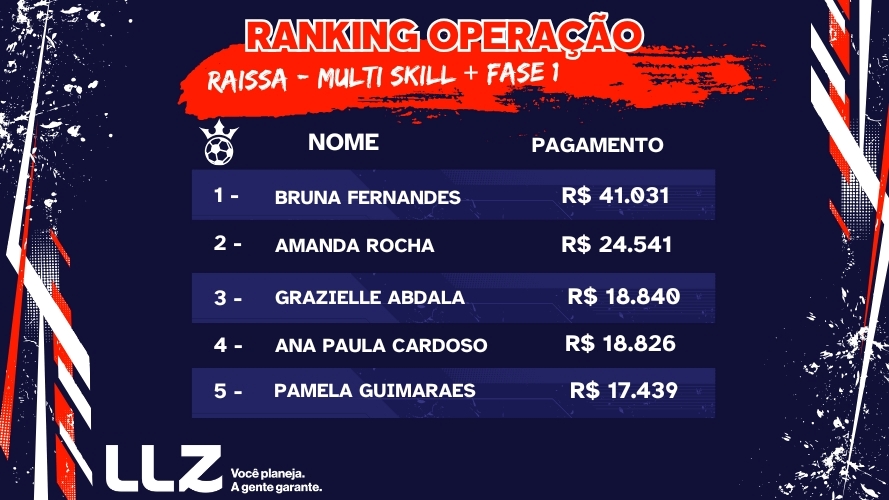 RANKING OPERAÇÃO
RAISSA - MULTI SKILL + FASE 1
NOME PAGAMENTO
1 - BRUNA FERNANDES R$ 41.031
2 - AMANDA ROCHA R$ 24.541
3 - GRAZIELLE ABDALA R$ 18.840
4 - ANA PAULA CARDOSO R$ 18.826
5 - PAMELA GUIMARAES R$ 17.439
LLZ Você planeja.
A gente garante.